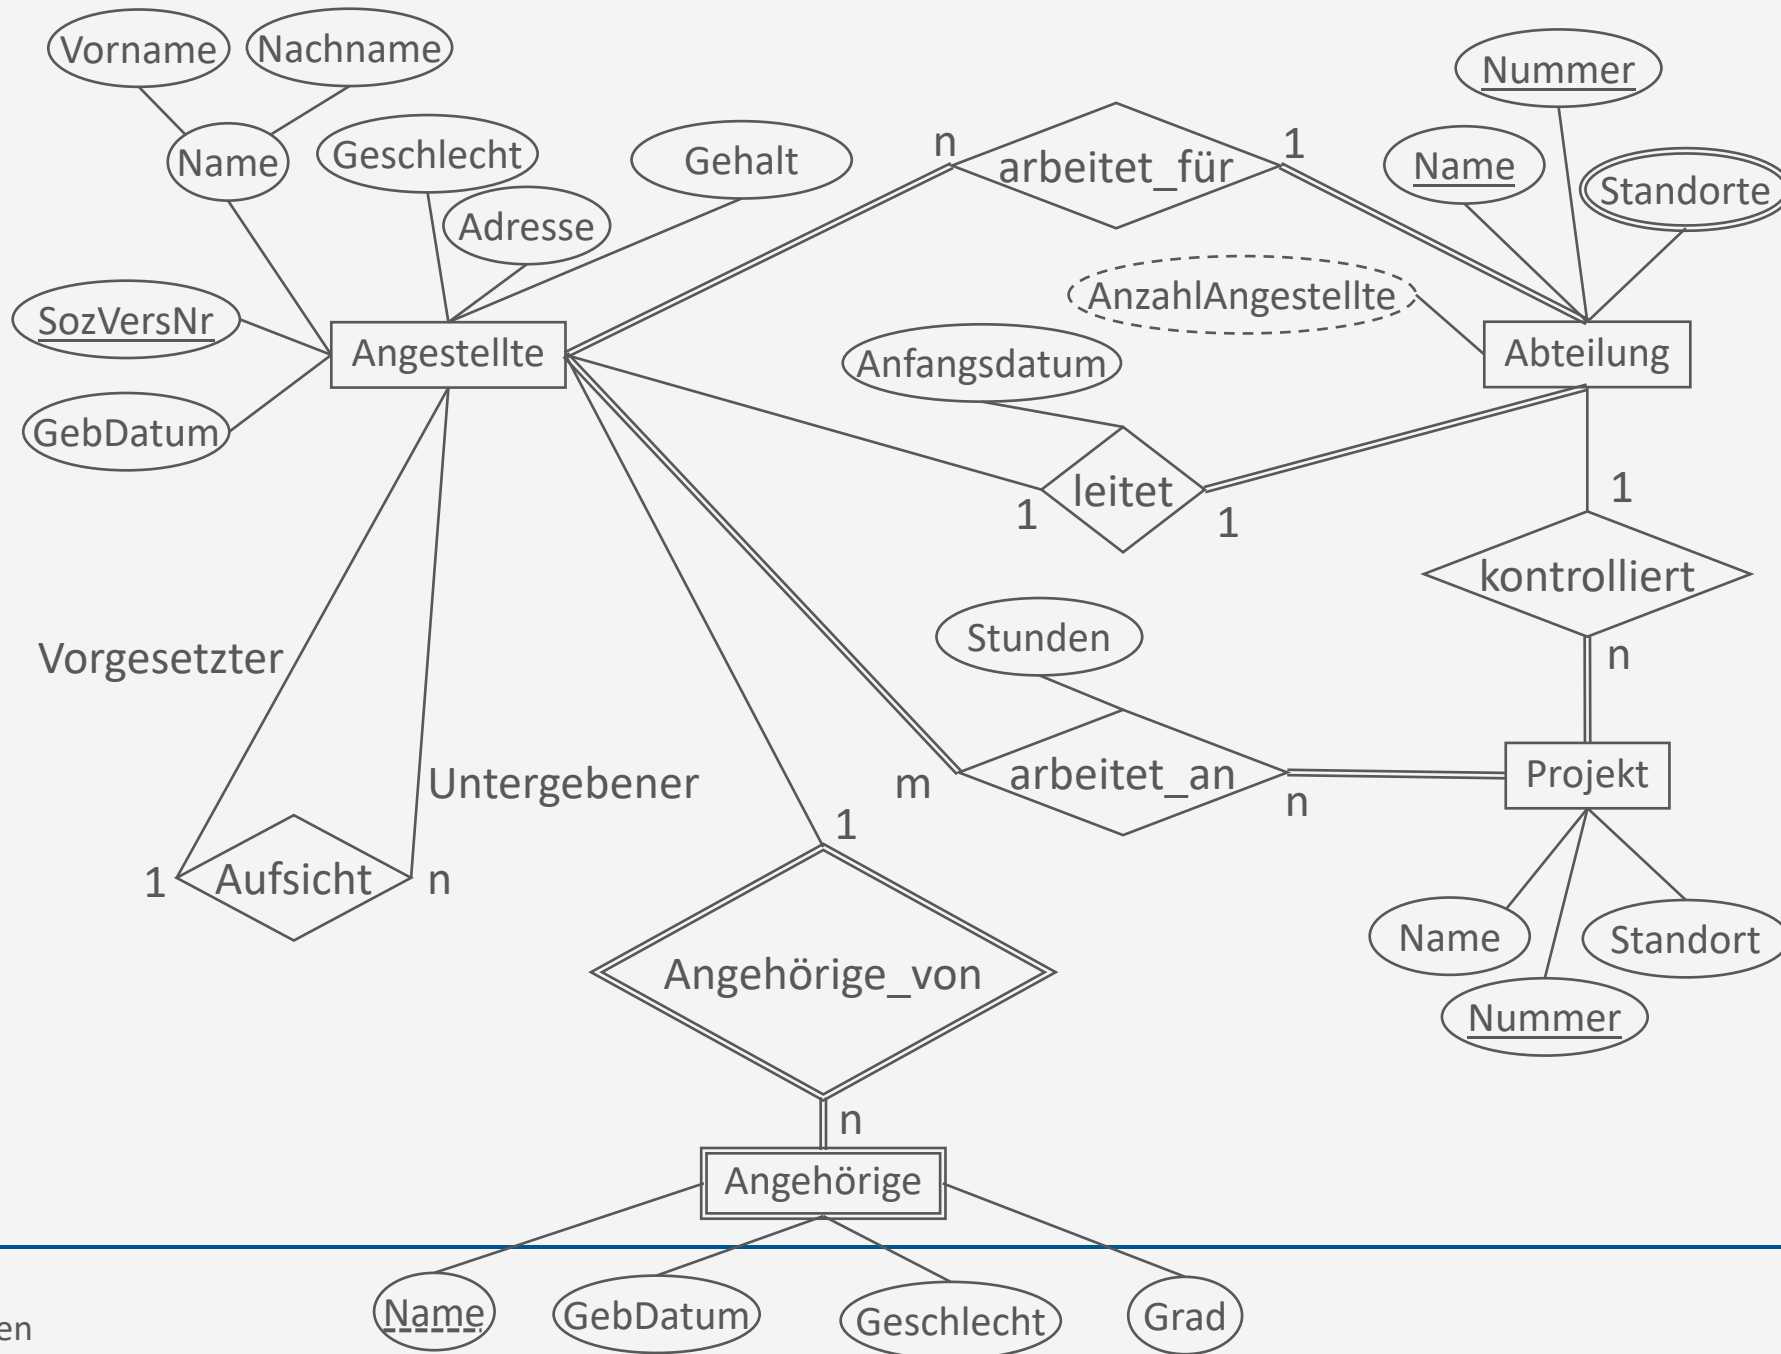 Vorname
Nachname
Nummer
Name
Geschlecht
Gehalt
n
arbeitet_für
1
Name
Standorte
Adresse
SozVersNr
AnzahlAngestellte
Angestellte
Anfangsdatum
Abteilung
GebDatum
leitet
1
1
1
kontrolliert
Vorgesetzter
Stunden
n
Untergebener
m
arbeitet_an
n
Projekt
1
1
Aufsicht
n
Name
Standort
Angehörige_von
Nummer
n
Angehörige
Name
GebDatum
Geschlecht
Grad
en